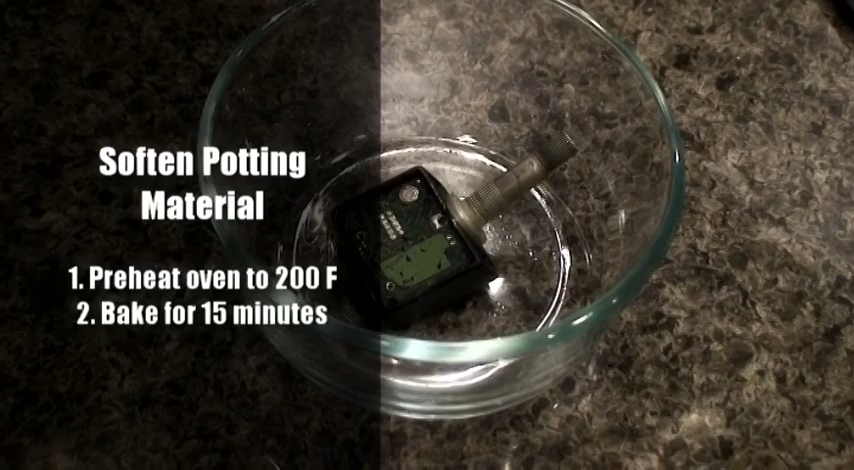 Soften Potting
Material
1. Preheat oven to 200 F
2. Bake for 15 minutes